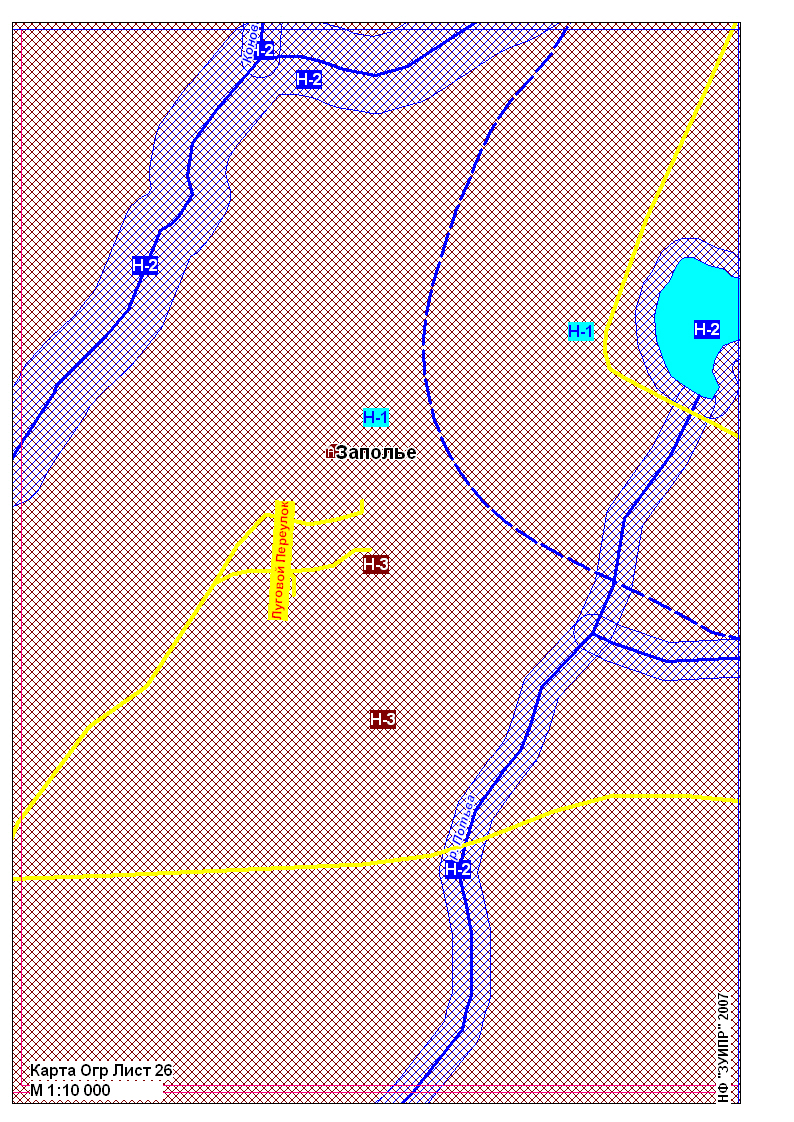 Н-2
Н-2
Н-2
Н-1
Н-2
Н-1
Заполье
Луговой Переулок
Н-3
Н-3
Н-2
Карта Огр Лист 26
М 1:10 000
НФ "ЗУИПР" 2007